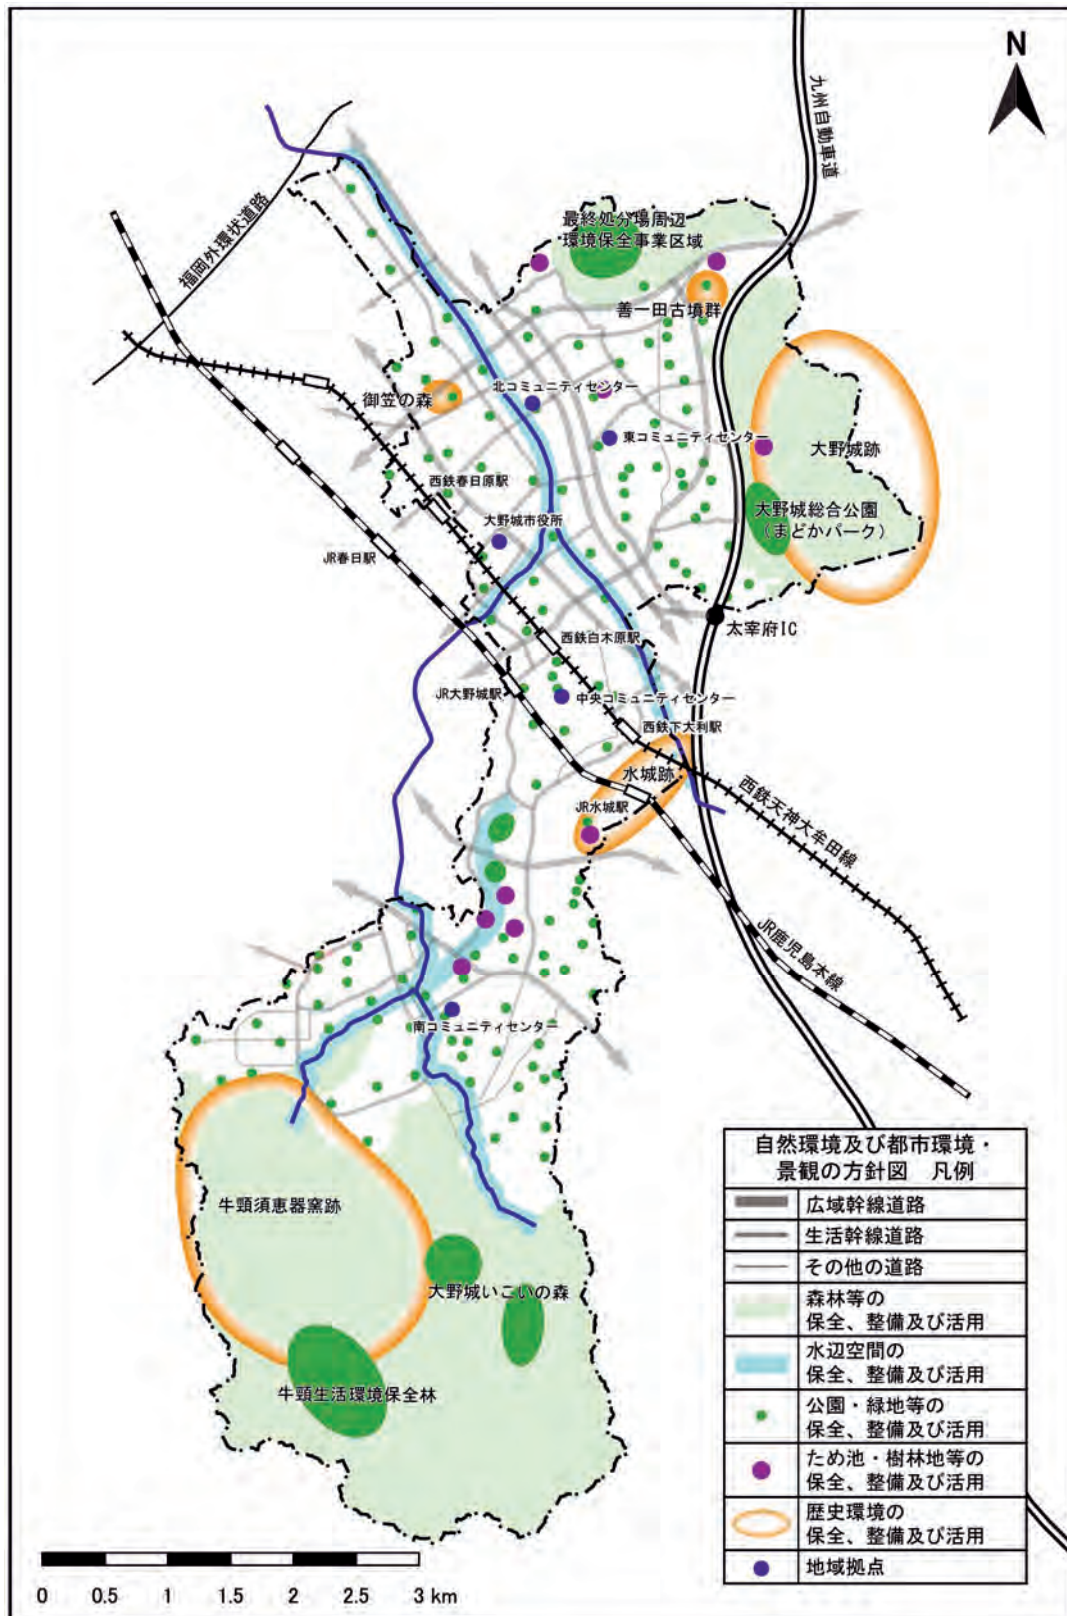 N
九州自動車道
福岡外環状道路
最終処分場周辺
環境保全事業区域
善一田古墳群
御笠の森
北コミュニティセンター
東コミュニティセンター
大野城跡
西鉄春日原駅
大野城総合公園
(まどかパーク)
大野城市役所
JR春日駅
太宰府IC
西鉄白木原駅
JR大野城駅
中央コミュニティセンター
西鉄下大利駅
水城跡
JR水城駅
西鉄天神大牟田線
JR鹿児島本線
南コミュニティセンター
牛頸須恵器窯跡
大野城いこいの森
牛頸生活環境保全林
自然環境及び都市環境・
景観の方針図 凡例
広域幹線道路
生活幹線道路
その他の道路
森林等の
保全、整備及び活用
水辺空間の
保全、整備及び活用
公園・緑地等の
保全、整備及び活用
ため池・樹林地等の
保全、整備及び活用
歴史環境の
保全、整備及び活用
地域拠点
0 0.5 1 1.5 2 2.5 3 km